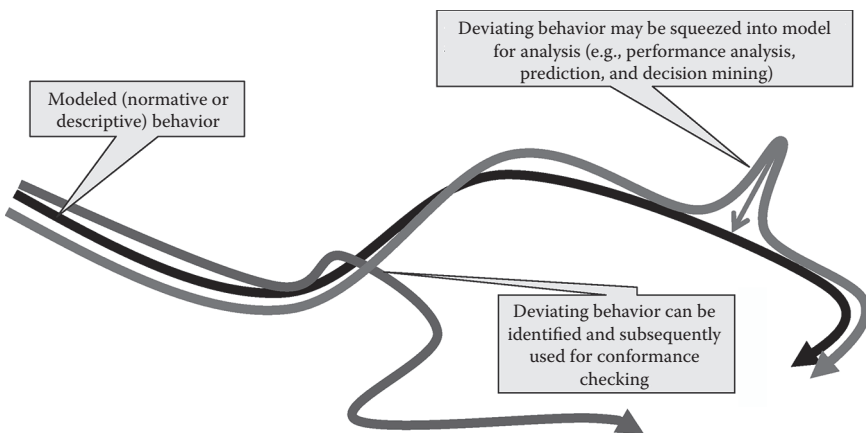 Deviating behavior may be squeezed into model
for analysis (e.g., performance analysis,
prediction, and decision mining)
Modeled (normative or
descriptive) behavior
Deviating behavior can be
identified and subsequently
used for conformance
checking